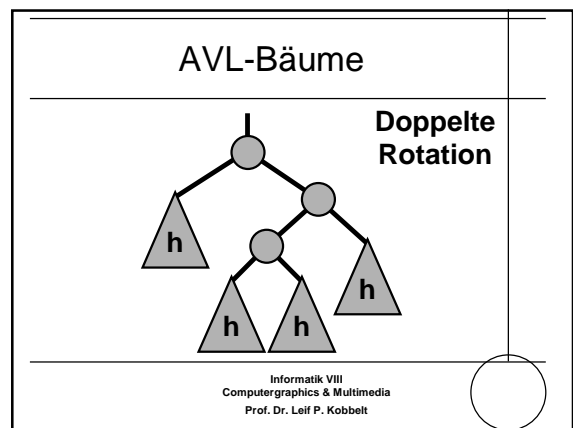 AVL-Bäume
Doppelte
Rotation
h
h
h
h
Informatik VIII
Computergraphics & Multimedia
Prof. Dr. Leif P. Kobbelt